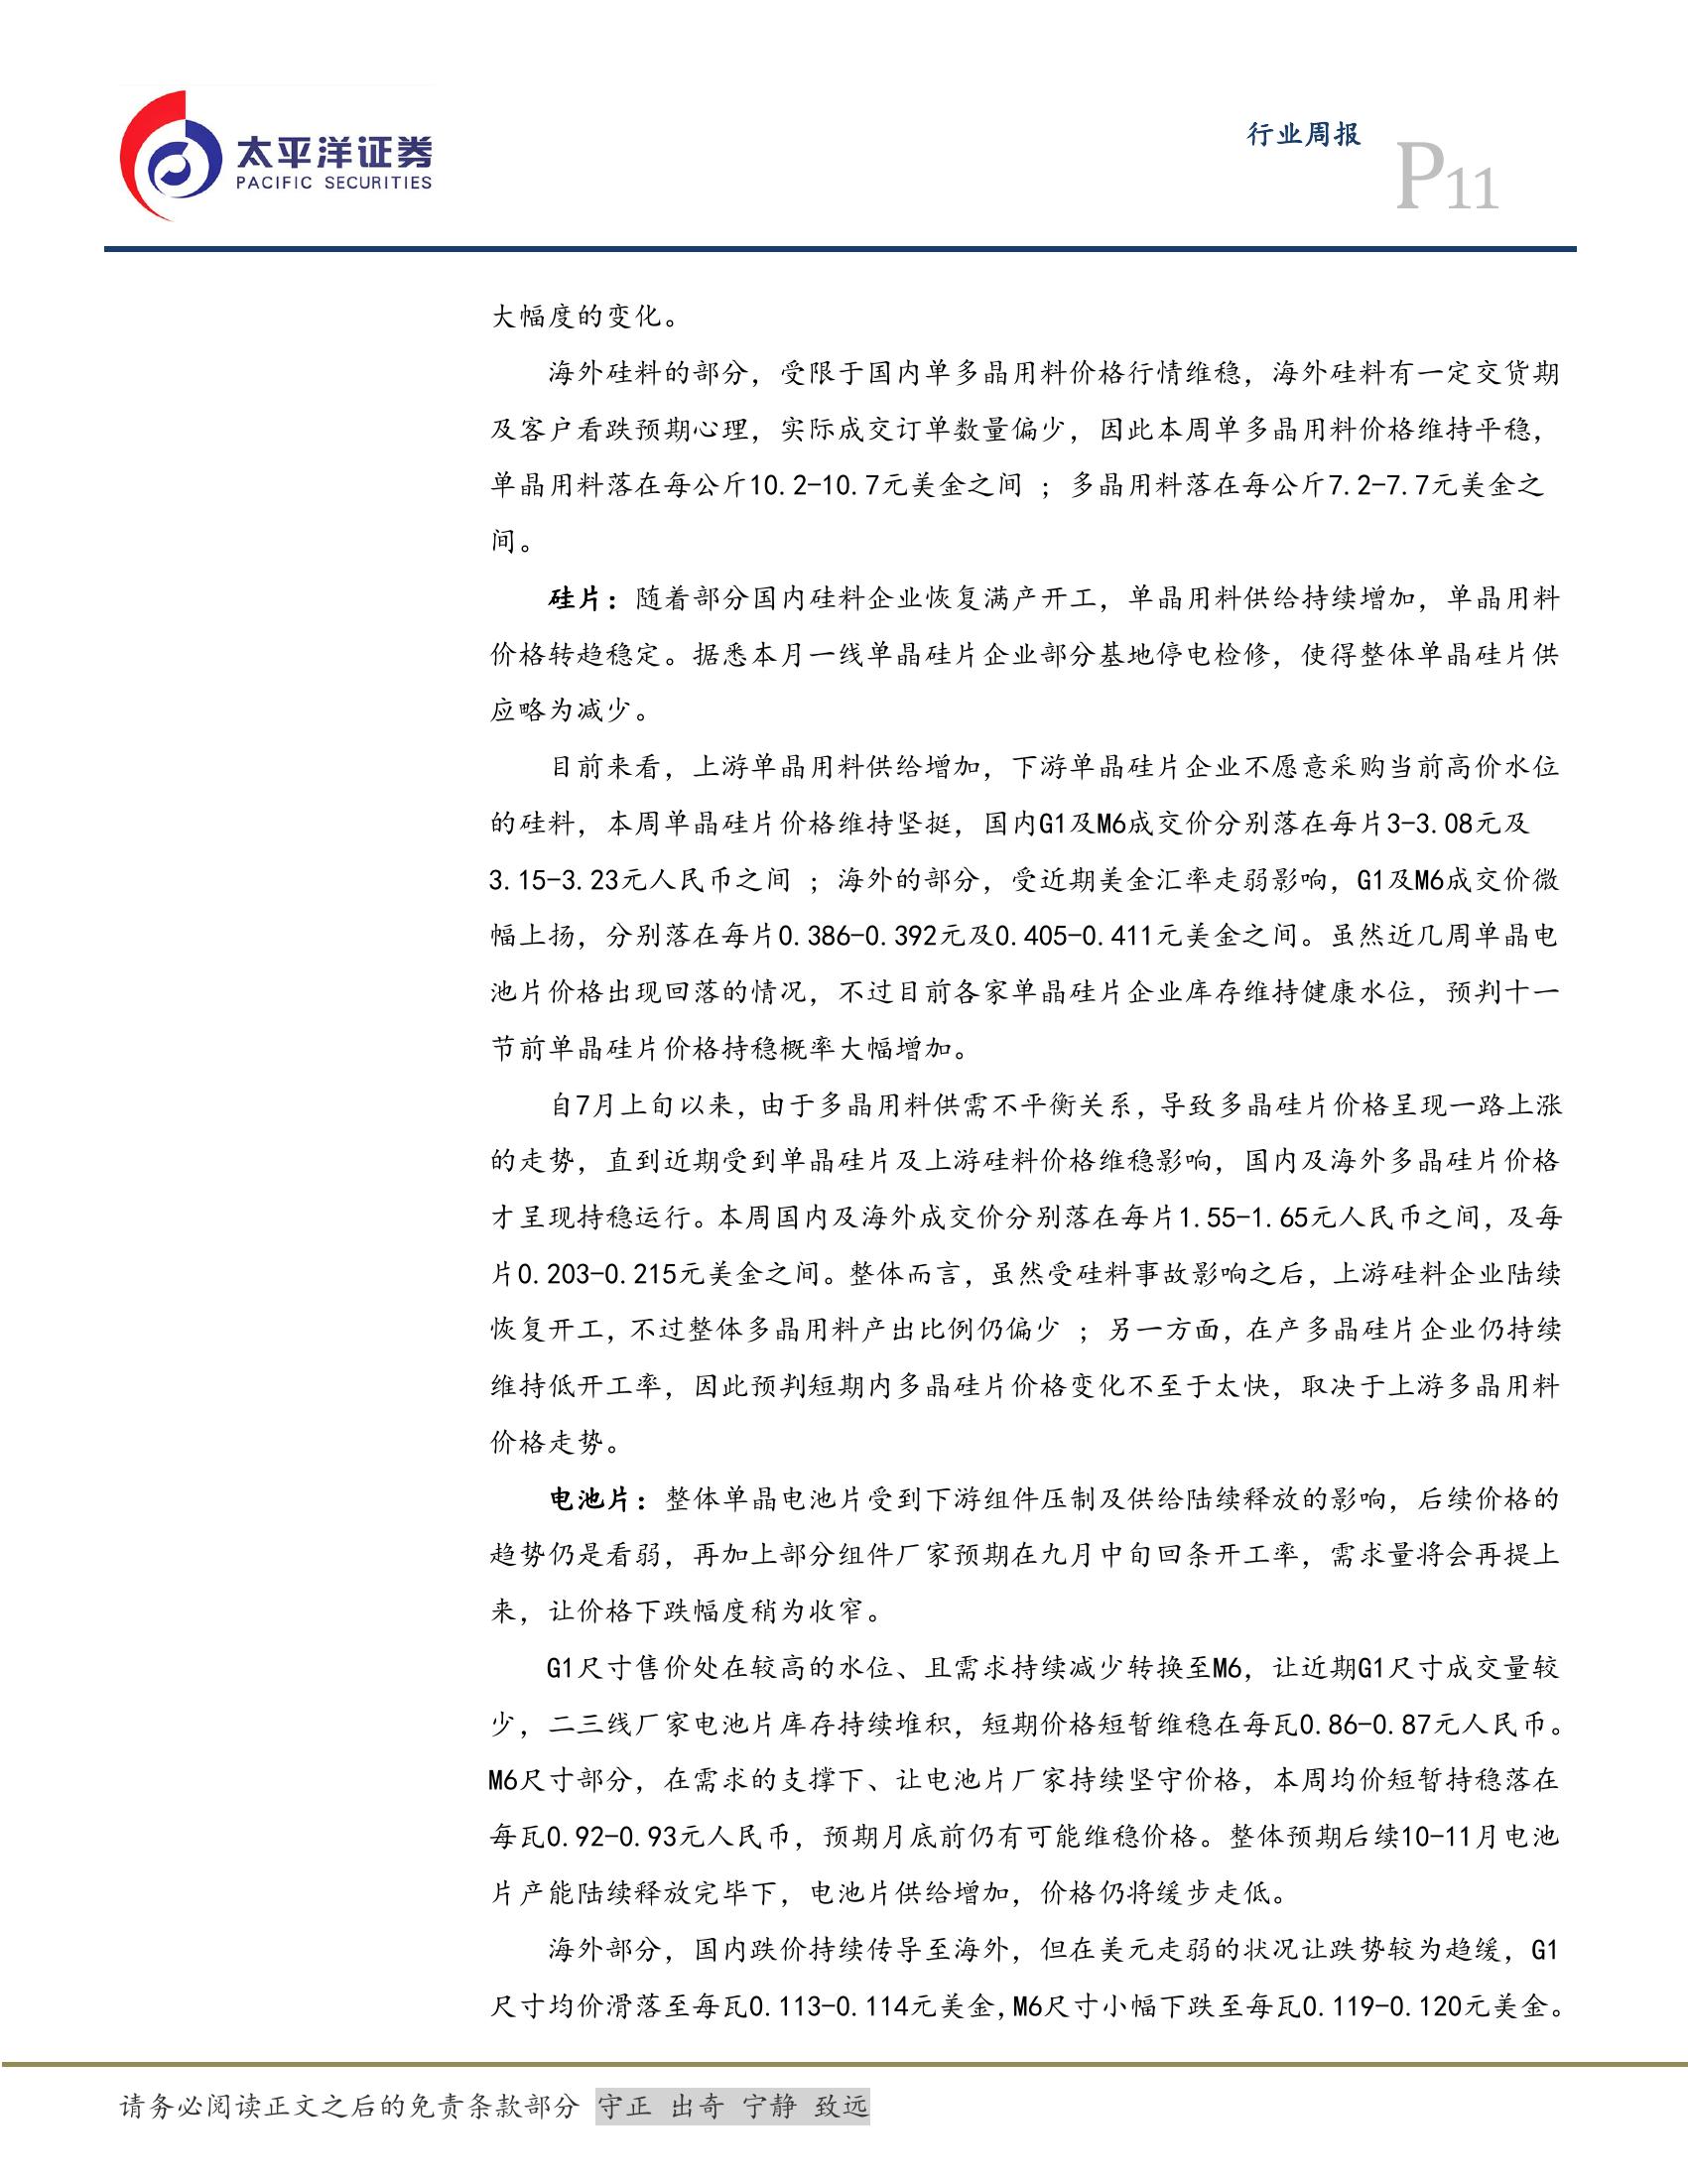 太平洋证券
PACIFIC SECURITIES
行业周报
P11
大幅度的变化。
海外硅料的部分，受限于国内单多晶用料价格行情维稳，海外硅料有一定交货期
及客户看跌预期心理，实际成交订单数量偏少，因此本周单多晶用料价格维持平稳，
单晶用料落在每公斤10.2-10.7元美金之间 ；多晶用料落在每公斤7.2-7.7元美金之
间。
硅片：随着部分国内硅料企业恢复满产开工，单晶用料供给持续增加，单晶用料
价格转趋稳定。据悉本月一线单晶硅片企业部分基地停电检修，使得整体单晶硅片供
应略为减少。
目前来看，上游单晶用料供给增加，下游单晶硅片企业不愿意采购当前高价水位
的硅料，本周单晶硅片价格维持坚挺，国内G1及M6成交价分别落在每片3-3.08元及
3.15-3.23元人民币之间 ；海外的部分，受近期美金汇率走弱影响，G1及M6成交价微
幅上扬，分别落在每片0.386-0.392元及0.405-0.411元美金之间。虽然近几周单晶电
池片价格出现回落的情况，不过目前各家单晶硅片企业库存维持健康水位，预判十一
节前单晶硅片价格持稳概率大幅增加。
自7月上旬以来，由于多晶用料供需不平衡关系，导致多晶硅片价格呈现一路上涨
的走势，直到近期受到单晶硅片及上游硅料价格维稳影响，国内及海外多晶硅片价格
才呈现持稳运行。本周国内及海外成交价分别落在每片1.55-1.65元人民币之间，及每
片0.203-0.215元美金之间。整体而言，虽然受硅料事故影响之后，上游硅料企业陆续
恢复开工，不过整体多晶用料产出比例仍偏少 ；另一方面，在产多晶硅片企业仍持续
维持低开工率，因此预判短期内多晶硅片价格变化不至于太快，取决于上游多晶用料
价格走势。
电池片：整体单晶电池片受到下游组件压制及供给陆续释放的影响，后续价格的
趋势仍是看弱，再加上部分组件厂家预期在九月中旬回条开工率，需求量将会再提上
来，让价格下跌幅度稍为收窄。
G1尺寸售价处在较高的水位、且需求持续减少转换至M6，让近期G1尺寸成交量较
少，二三线厂家电池片库存持续堆积，短期价格短暂维稳在每瓦0.86-0.87元人民币。
M6尺寸部分，在需求的支撑下、让电池片厂家持续坚守价格，本周均价短暂持稳落在
每瓦0.92-0.93元人民币，预期月底前仍有可能维稳价格。整体预期后续10-11月电池
片产能陆续释放完毕下，电池片供给增加，价格仍将缓步走低。
海外部分，国内跌价持续传导至海外，但在美元走弱的状况让跌势较为趋缓，G1
尺寸均价滑落至每瓦0.113-0.114元美金,M6尺寸小幅下跌至每瓦0.119-0.120元美金。
请务必阅读正文之后的免责条款部分 守正 出奇 宁静 致远